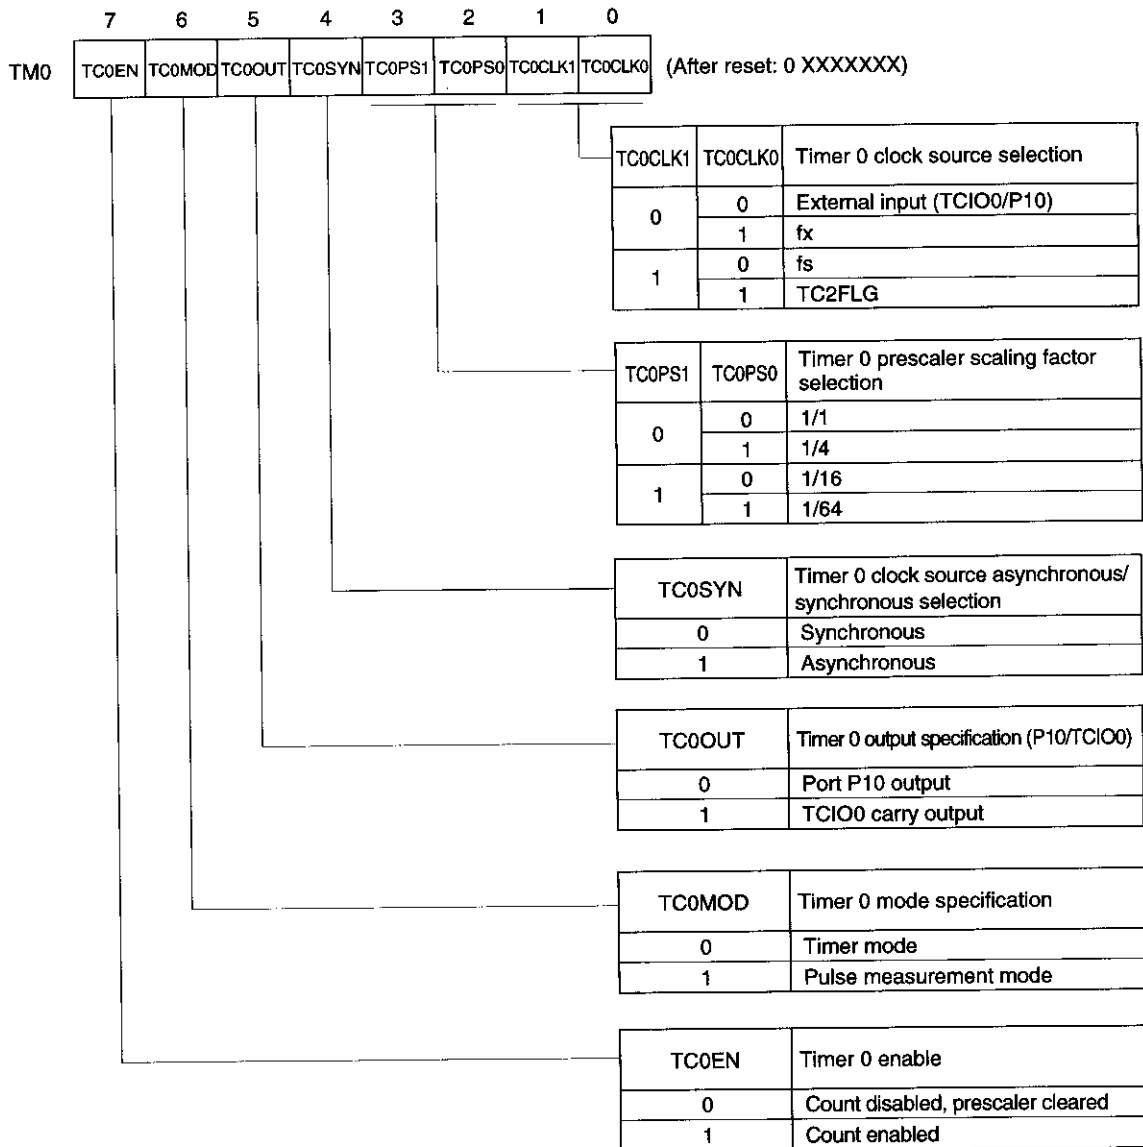 7 6 5 4 3 2 1 0
TM0 TC0EN TC0MOD TC0OUT TC0SYN TC0PS1 TC0PS0 TC0CLK1 TC0CLK0 (After reset: 0 XXXXXXX)
TC0CLK1 TC0CLK0 Timer 0 clock source selection
0 0 External input (TCIO0/P10)
1 fx
1 0 fs
1 TC2FLG
TC0PS1 TC0PS0 Timer 0 prescaler scaling factor
selection
0 0 1/1
1 1/4
1 0 1/16
1 1/64
TC0SYN Timer 0 clock source asynchronous/
synchronous selection
0 Synchronous
1 Asynchronous
TC0OUT Timer 0 output specification (P10/TCIO0)
0 Port P10 output
1 TCIO0 carry output
TC0MOD Timer 0 mode specification
0 Timer mode
1 Pulse measurement mode
TC0EN Timer 0 enable
0 Count disabled, prescaler cleared
1 Count enabled